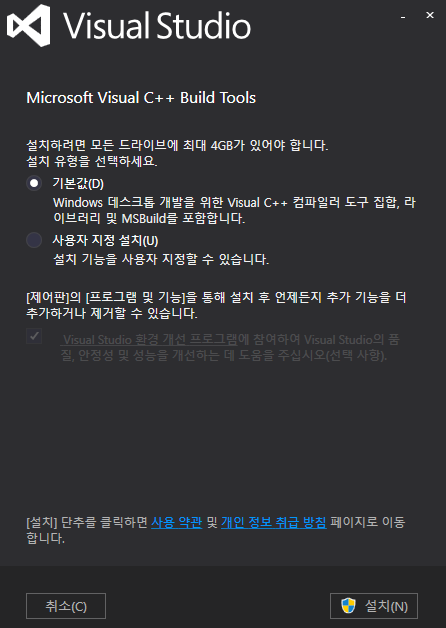 Visual Studio
Microsoft Visual C++ Build Tools
설치하려면 모든 드라이브에 최대 4GB가 있어야 합니다.
설치 유형을 선택하세요.
기본값(D)
Windows 데스크톱 개발을 위한 Visual C++ 컴파일러 도구 집합, 라
이브러리 및 MSBuild를 포함합니다.
사용자 지정 설치(U)
설치 기능을 사용자 지정할 수 있습니다.
[제어판]의 [프로그램 및 기능]을 통해 설치 후 언제든지 추가 기능을 더
추가하거나 제거할 수 있습니다.
Visual Studio 환경 개선 프로그램에 참여하여 Visual Studio의 품
질, 안정성 및 성능을 개선하는 데 도움을 주십시오(선택 사항).
[설치] 단추를 클릭하면 사용 약관 및 개인 정보 취급 방침 페이지로 이동
합니다.
취소(C)
설치(N)